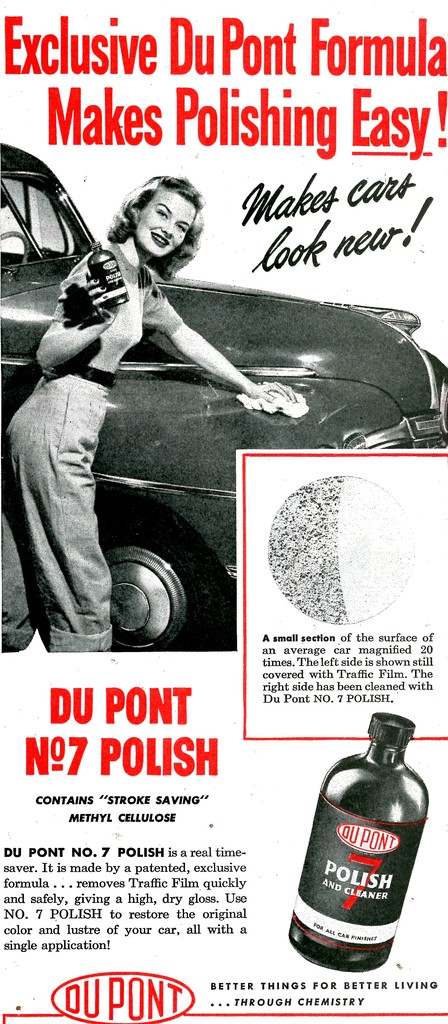 Exclusive Du Pont Formula
Makes Polishing Easy!
Makes cars
look new!
DU PONT
POLISH
A small section of the surface of
an average car magnified 20
times. The left side is shown still
covered with Traffic Film. The
right side has been cleaned with
Du Pont NO. 7 POLISH.
DU PONT
Nº7 POLISH
CONTAINS "STROKE SAVING"
METHYL CELLULOSE
DU PONT NO. 7 POLISH is a real time-
saver. It is made by a patented, exclusive
formula . . . removes Traffic Film quickly
and safely, giving a high, dry gloss. Use
NO. 7 POLISH to restore the original
color and lustre of your car, all with a
single application!
DU PONT
7
POLISH
AND CLEANER
FOR ALL CAR FINISHES
DU PONT
BETTER THINGS FOR BETTER LIVING
. . . THROUGH CHEMISTRY